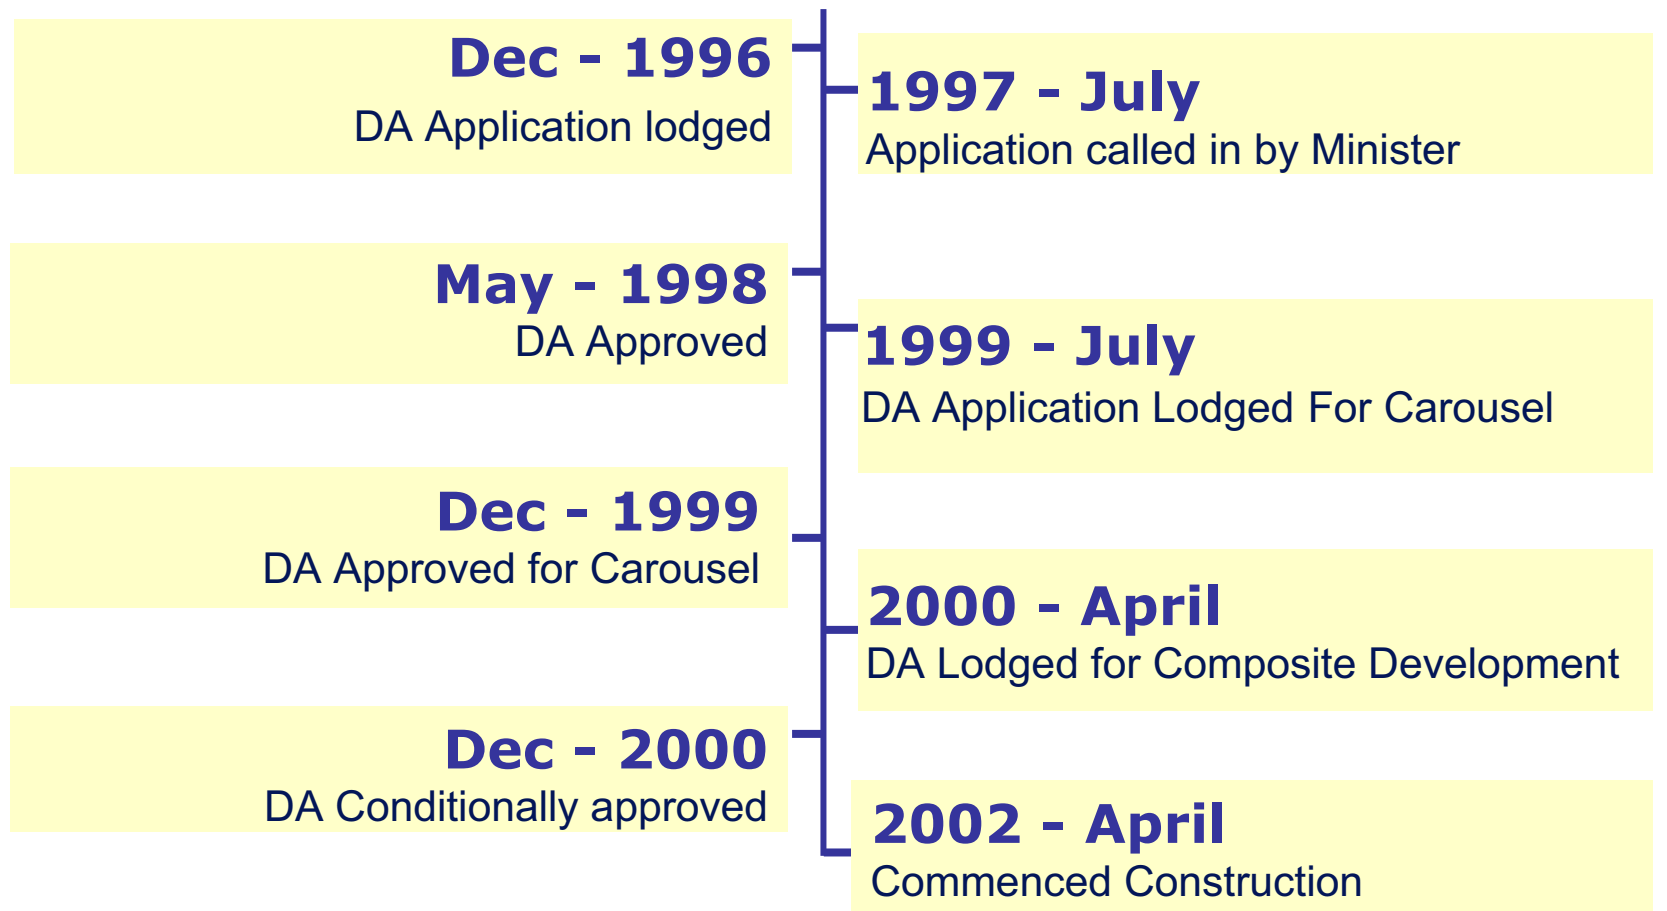 Dec - 1996
DA Application lodged
1997 - July
Application called in by Minister
May - 1998
DA Approved
1999 - July
DA Application Lodged For Carousel
Dec - 1999
DA Approved for Carousel
2000 - April
DA Lodged for Composite Development
Dec - 2000
DA Conditionally approved
2002 - April
Commenced Construction